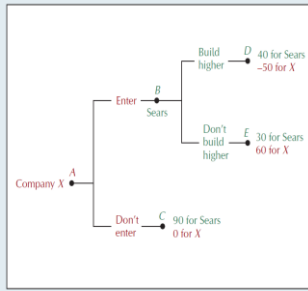 Build
higher
D
40 for Sears
–50 for X
B
Enter
Sears
Don't
build
higher
E
30 for Sears
60 for X
A
Company X
Don't
enter
C
90 for Sears
0 for X